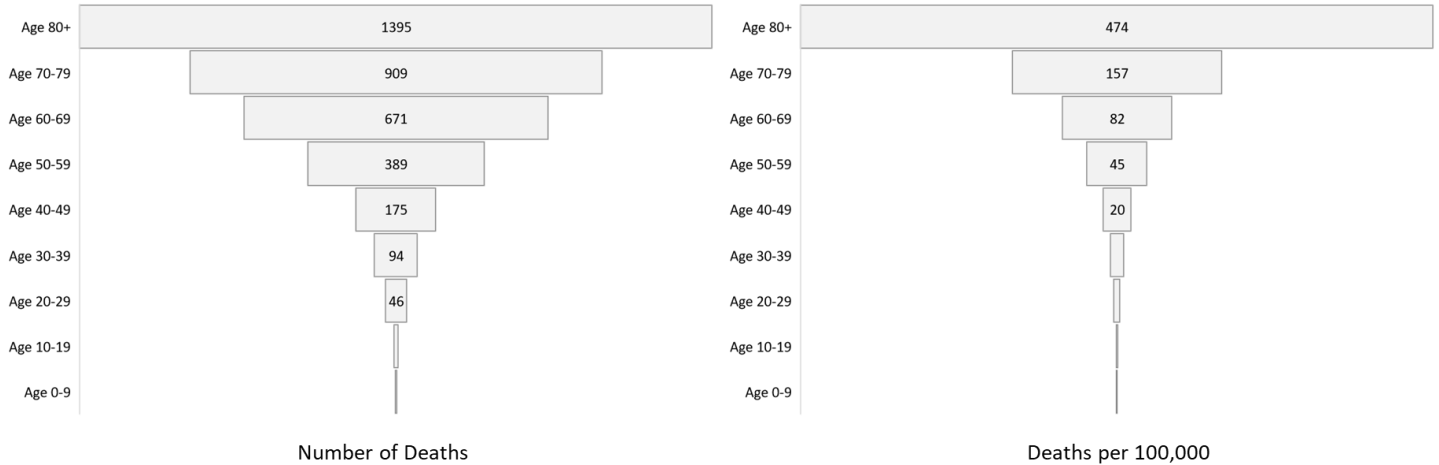 Age 80+ 1395
Age 70-79 909
Age 60-69 671
Age 50-59 389
Age 40-49 175
Age 30-39 94
Age 20-29 46
Age 10-19
Age 0-9
Number of Deaths
Age 80+ 474
Age 70-79 157
Age 60-69 82
Age 50-59 45
Age 40-49 20
Age 30-39
Age 20-29
Age 10-19
Age 0-9
Deaths per 100,000